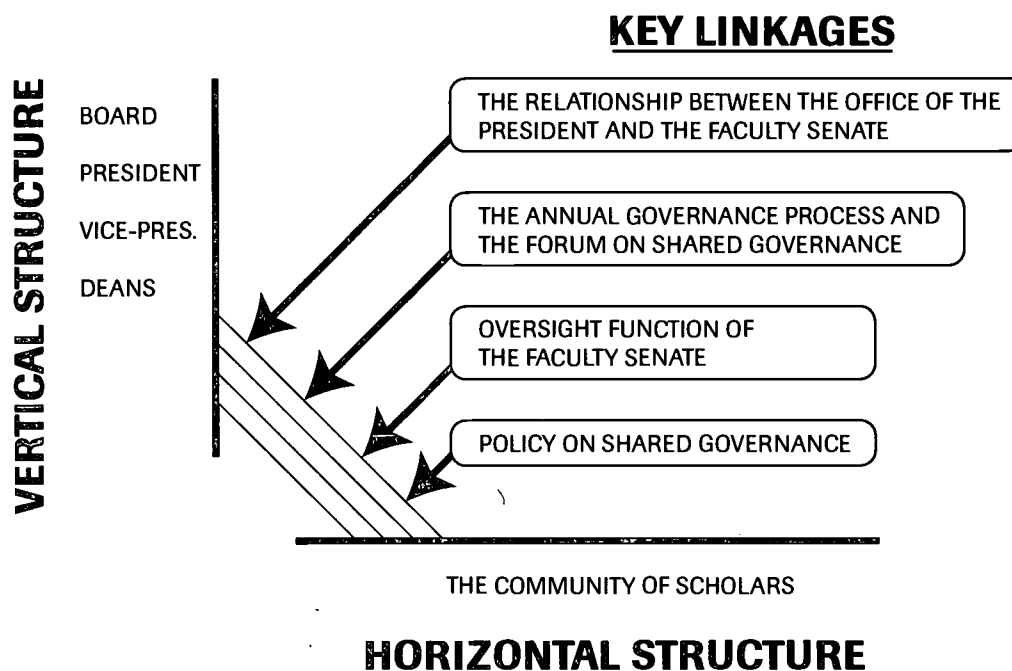 KEY LINKAGES
VERTICAL STRUCTURE
BOARD
PRESIDENT
VICE-PRES.
DEANS
THE RELATIONSHIP BETWEEN THE OFFICE OF THE
PRESIDENT AND THE FACULTY SENATE
THE ANNUAL GOVERNANCE PROCESS AND
THE FORUM ON SHARED GOVERNANCE
OVERSIGHT FUNCTION OF
THE FACULTY SENATE
POLICY ON SHARED GOVERNANCE
THE COMMUNITY OF SCHOLARS
HORIZONTAL STRUCTURE